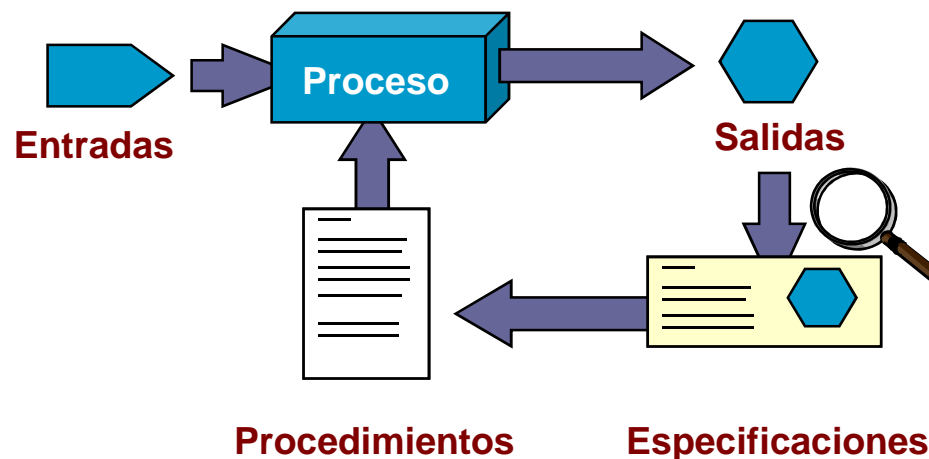 Proceso
Entradas
Salidas
Procedimientos
Especificaciones